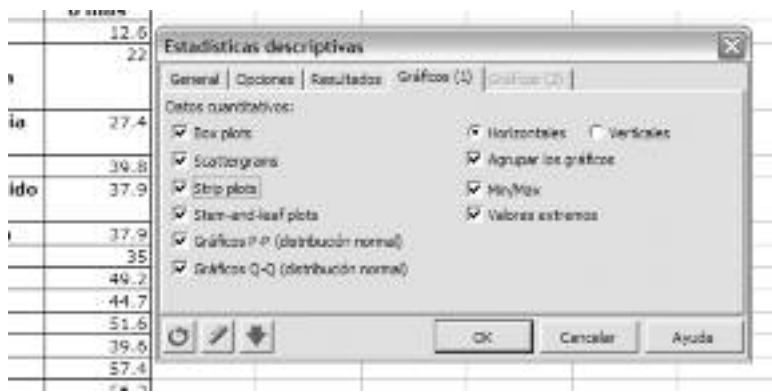 o más
12.6
Estadísticas descriptivas
22
General Opciones Resultados Gráficos (1) Gráficos (2)
Datos cuantitativos:
ia 27.4
Box plots Horizontales Verticales
Scattergrams Agrupar los gráficos
39.8
ido 37.9
Strip plots Min/Max
Stem-and-leaf plots Valores extremos
37.9
Gráficos P-P (distribución normal)
35
Gráficos Q-Q (distribución normal)
49.2
44.7
51.6
OK Cancelar Ayuda
39.6
57.4